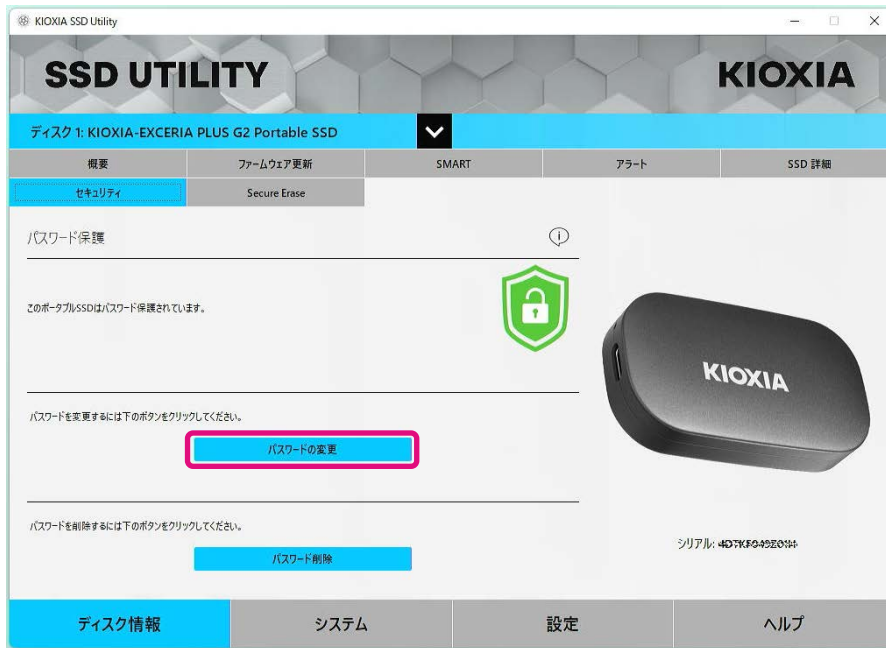 KIOXIA SSD Utility
SSD UTILITY
KIOXIA
ディスク 1: KIOXIA-EXCERIA PLUS G2 Portable SSD
概要
ファームウェア更新
SMART
アラート
SSD 詳細
セキュリティ
Secure Erase
パスワード保護
このポータブルSSDはパスワード保護されています。
KIOXIA
パスワードを変更するには下のボタンをクリックしてください。
パスワードの変更
パスワードを削除するには下のボタンをクリックしてください。
パスワード削除
シリアル:
ディスク情報
システム
設定
ヘルプ